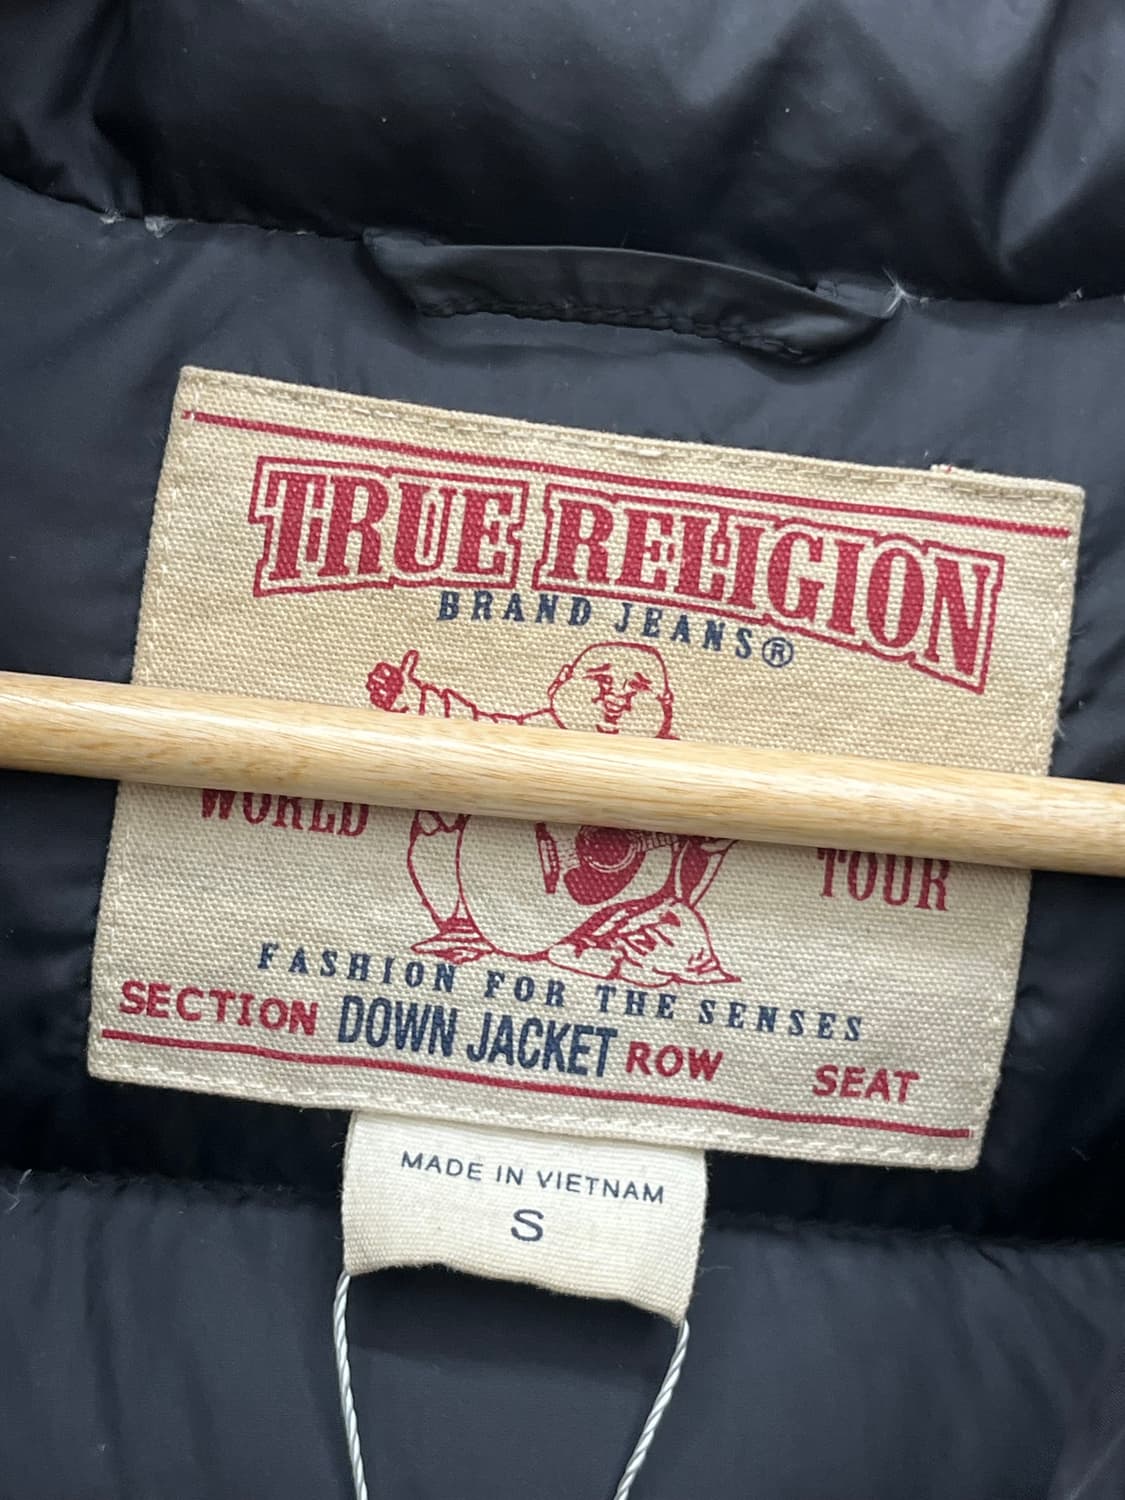 TRUE RELIGION
BRAND JEANS®
WORLD TOUR
FASHION FOR THE SENSES
SECTION DOWN JACKET ROW SEAT
MADE IN VIETNAM
S